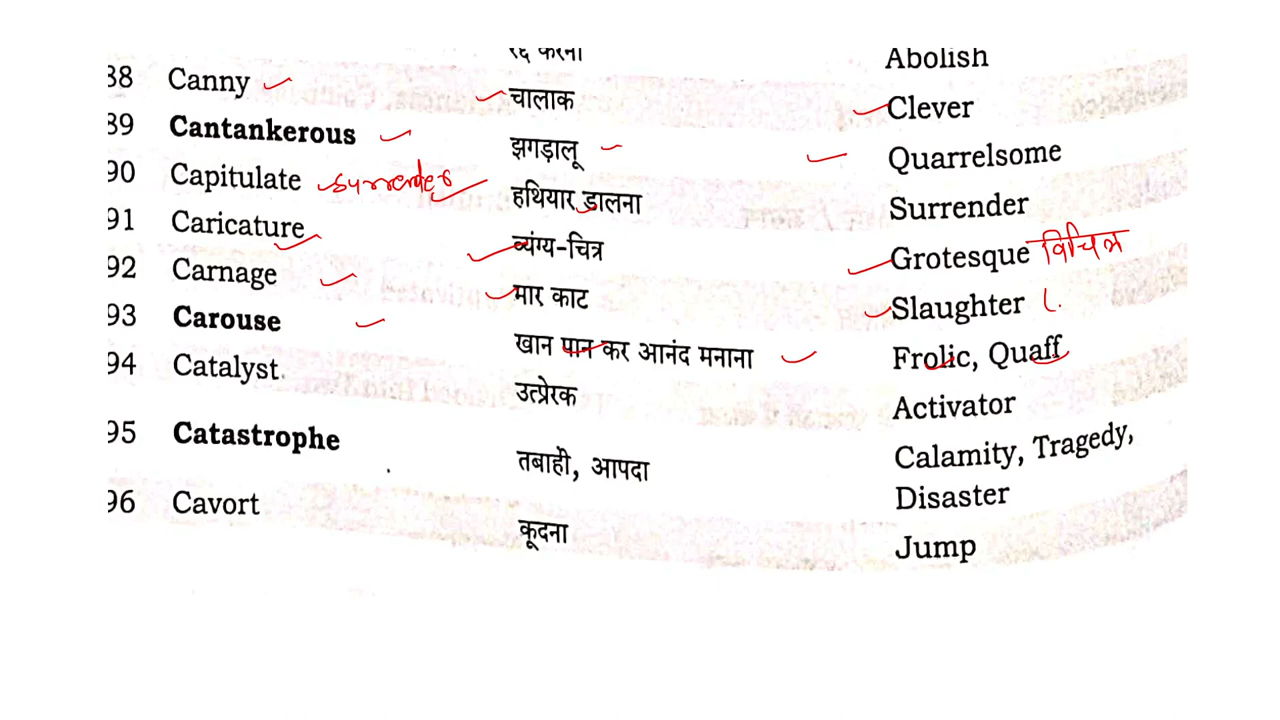 रद्द करना Abolish
38 Canny चालाक Clever
39 Cantankerous झगड़ालू Quarrelsome
90 Capitulate Surrender हथियार डालना Surrender
91 Caricature व्यंग्य-चित्र Grotesque विचित्र
92 Carnage मार काट Slaughter
93 Carouse खान पान कर आनंद मनाना Frolic, Quaff
94 Catalyst उत्प्रेरक Activator
95 Catastrophe तबाही, आपदा Calamity, Tragedy,
Disaster
96 Cavort कूदना Jump